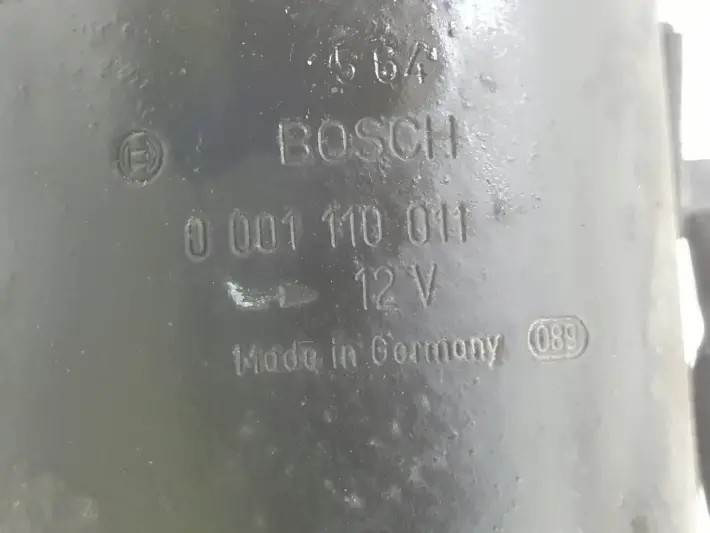 564
BOSCH
0 001 110 011
12 V
Made in Germany 089